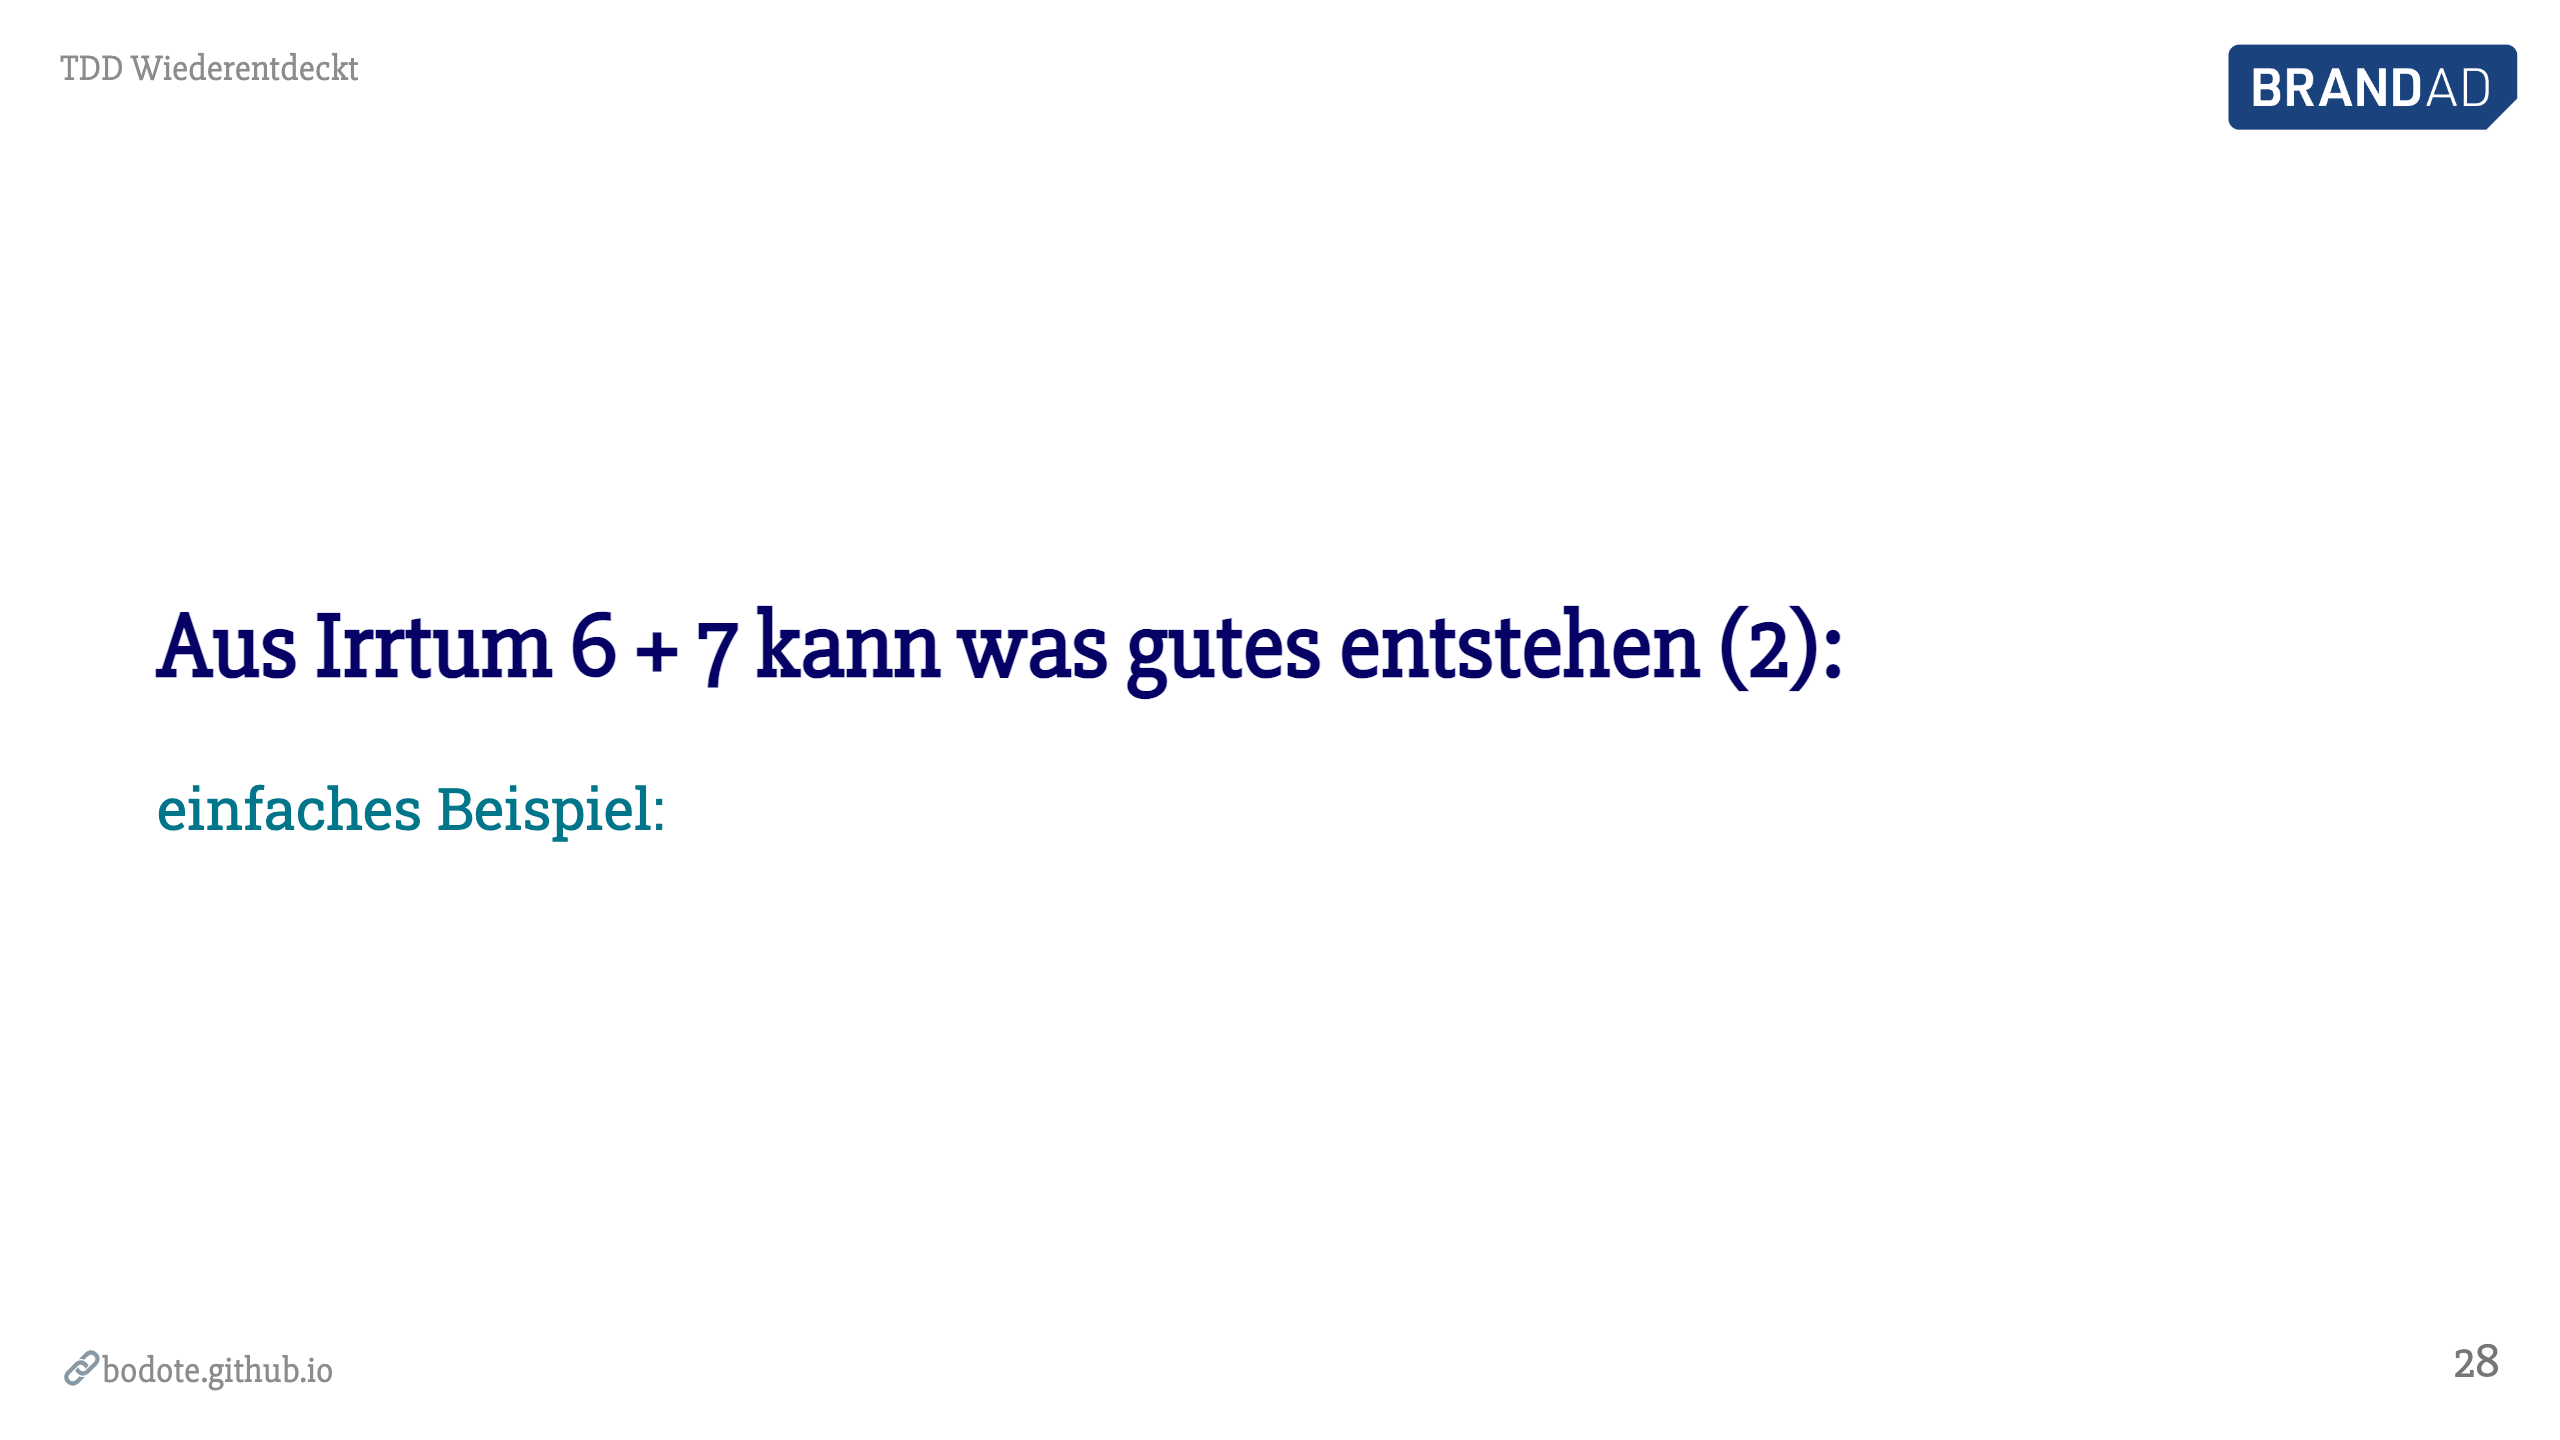 TDD Wiederentdeckt
BRANDAD
Aus Irrtum 6 + 7 kann was gutes entstehen (2):
einfaches Beispiel:
🔗bodote.github.io
28